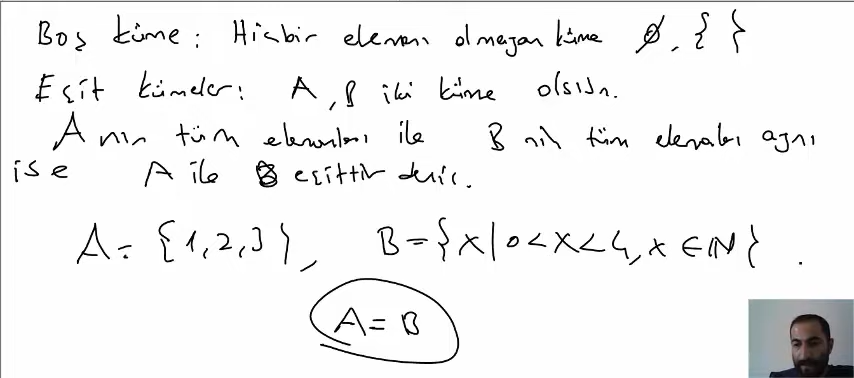 Boş küme: Hiçbir elemanı olmayan küme ∅, { }
Eşit kümeler: A, B iki küme olsun.
A nın tüm elemanları ile B nin tüm elemanları aynı
ise A ile B eşittir denir.
A = {1, 2, 3}, B = {x | 0 < x < 4, x ∈ ℕ}.
A = B